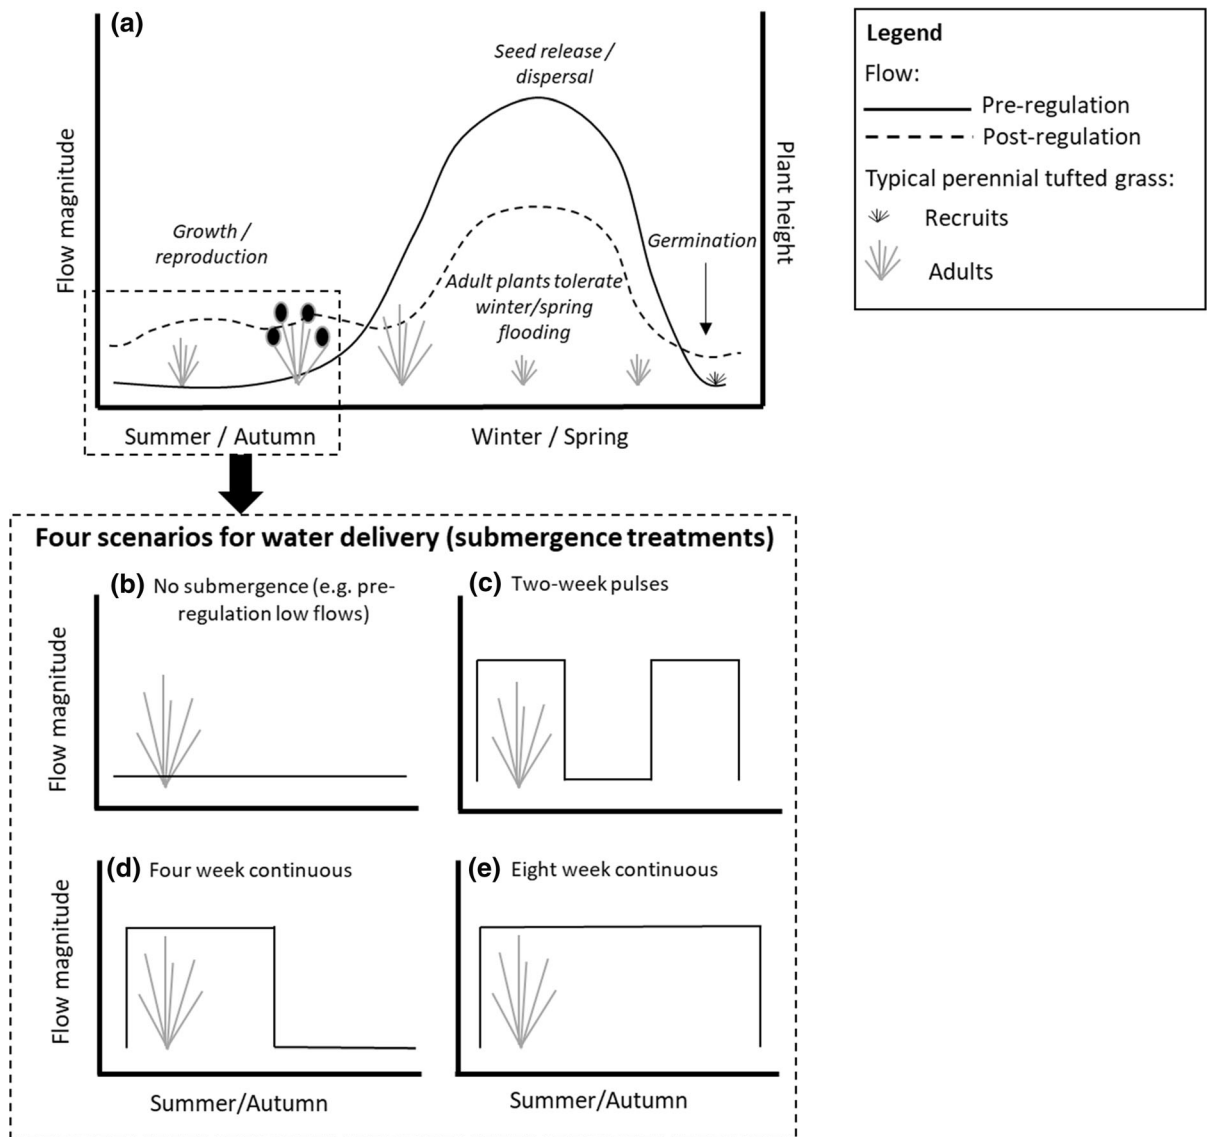 (a)
Seed release /
dispersal
Flow magnitude
Plant height
Growth /
reproduction
Germination
Adult plants tolerate
winter/spring
flooding
Summer / Autumn
Winter / Spring
Legend
Flow:
Pre-regulation
Post-regulation
Typical perennial tufted grass:
Recruits
Adults
Four scenarios for water delivery (submergence treatments)
(b) No submergence (e.g. pre-
regulation low flows)
Flow magnitude
(c) Two-week pulses
(d) Four week continuous
Flow magnitude
Summer/Autumn
(e) Eight week continuous
Summer/Autumn